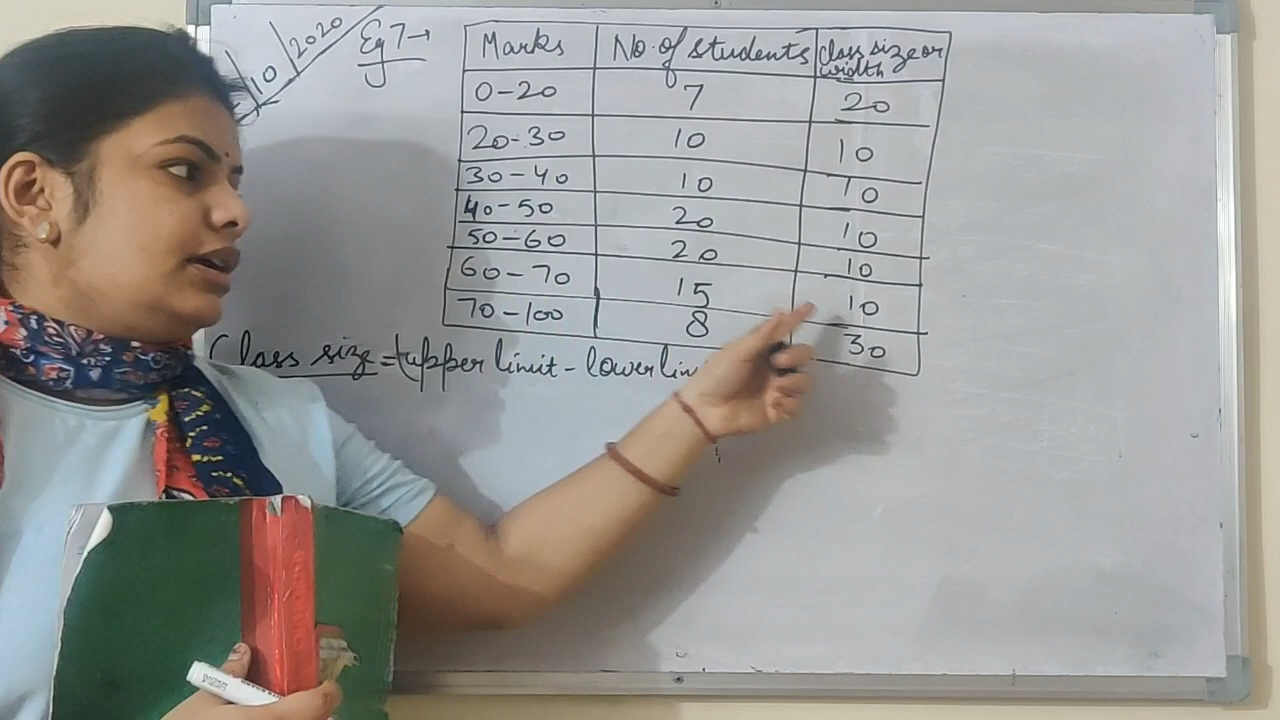 10 2020
Eg 7→
Marks No. of students Class size or width
0-20 7 20
20-30 10 10
30-40 10 10
40-50 20 10
50-60 20 10
60-70 15 10
70-100 8 30
Class size = (upper limit - lower